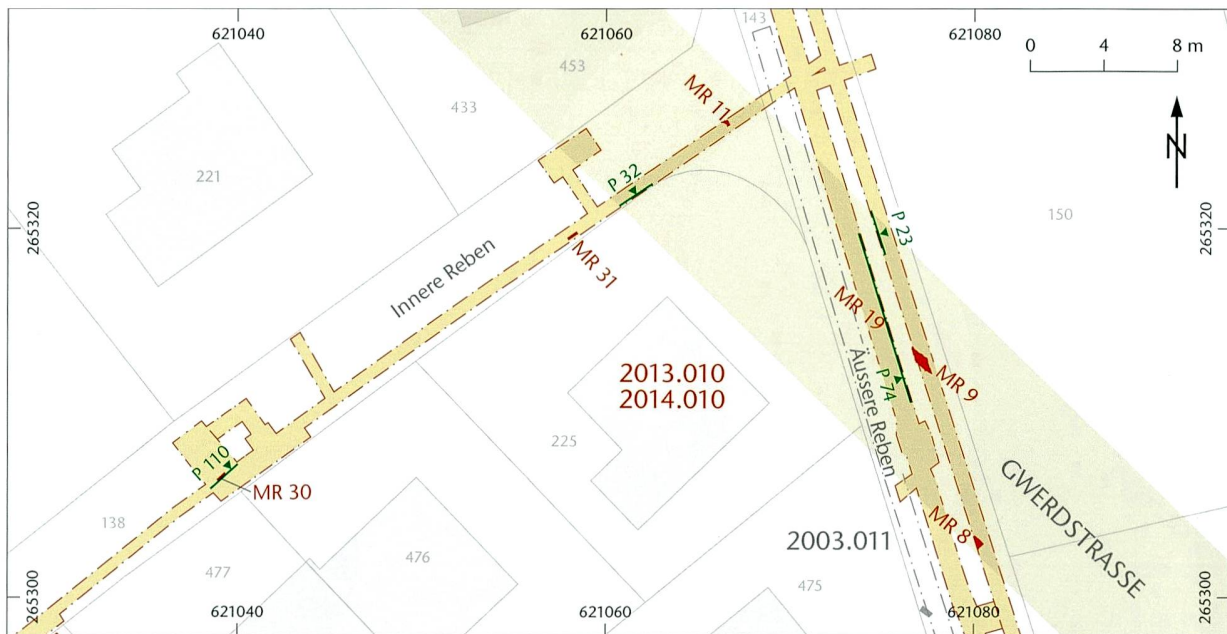 621040
621060
143
621080
0 4 8 m
453
MR 11
433
N
221
P 32
265320
150
265320
P 23
Innere Reben
MR 31
MR 19
2013.010
2014.010
Äussere Reben
P 74
MR 9
225
P 110
MR 30
GWERDSTRASSE
138
MR 8
2003.011
476
477
475
265300
621040
621060
621080
265300